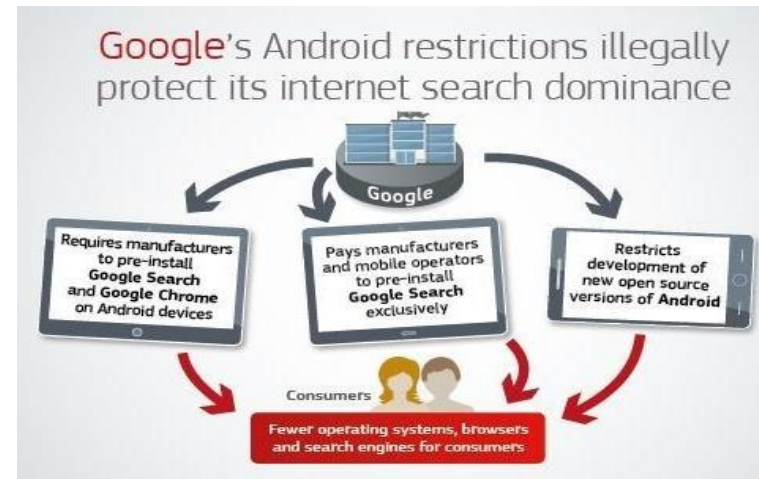 Google's Android restrictions illegally
protect its internet search dominance
Google
Requires manufacturers
to pre-install
Google Search
and Google Chrome
on Android devices
Pays manufacturers
and mobile operators
to pre-install
Google Search
exclusively
Restricts
development of
new open source
versions of Android
Consumers
Fewer operating systems, browsers
and search engines for consumers